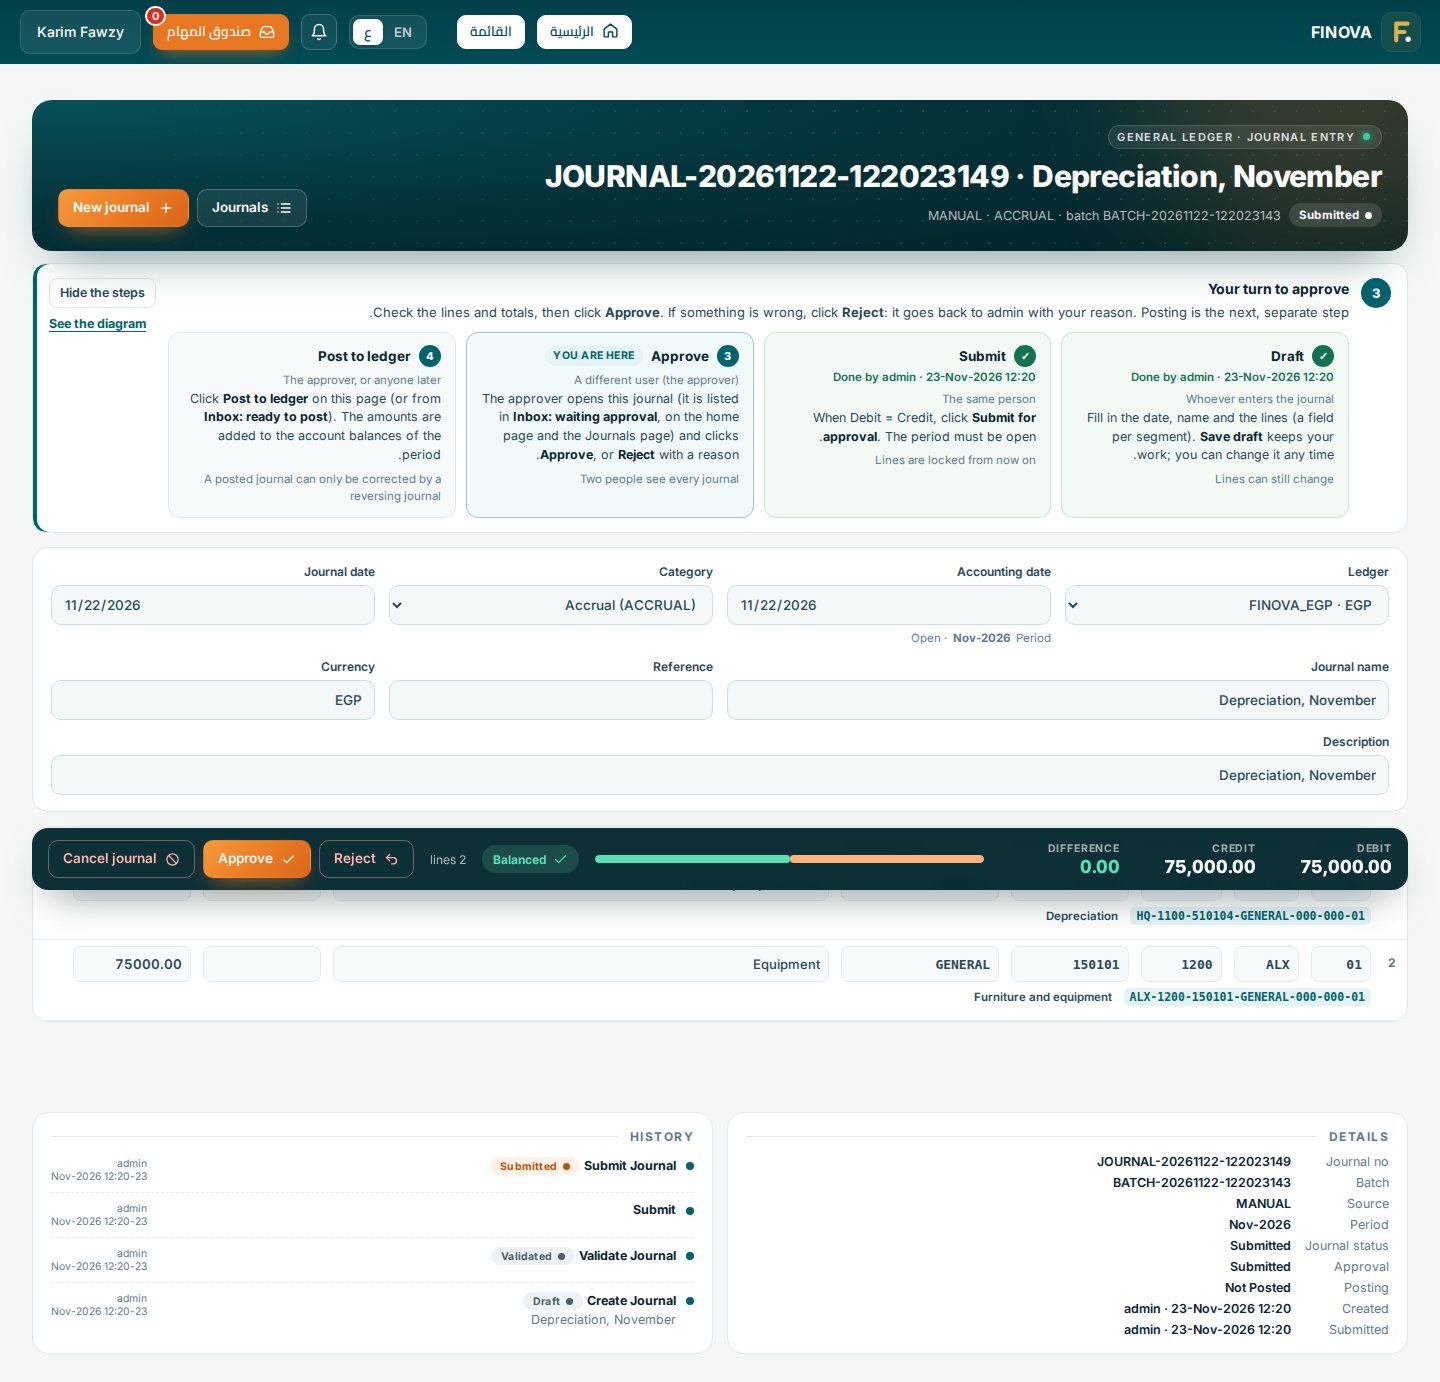 FINOVA
F.
الرئيسية
القائمة
EN
ع
صندوق المهام
0
Karim Fawzy
GENERAL LEDGER · JOURNAL ENTRY
JOURNAL-20261122-122023149 · Depreciation, November
Submitted
MANUAL · ACCRUAL · batch BATCH-20261122-122023143
Journals
New journal
3
Your turn to approve
.Check the lines and totals, then click Approve. If something is wrong, click Reject: it goes back to admin with your reason. Posting is the next, separate step
Hide the steps
See the diagram
Draft
Done by admin · 23-Nov-2026 12:20
Whoever enters the journal
Fill in the date, name and the lines (a field
per segment). Save draft keeps your
.work; you can change it any time
Lines can still change
Submit
Done by admin · 23-Nov-2026 12:20
The same person
When Debit = Credit, click Submit for
.approval. The period must be open
Lines are locked from now on
3
Approve
YOU ARE HERE
A different user (the approver)
The approver opens this journal (it is listed
in Inbox: waiting approval, on the home
page and the Journals page) and clicks
.Approve, or Reject with a reason
Two people see every journal
4
Post to ledger
The approver, or anyone later
Click Post to ledger on this page (or from
Inbox: ready to post). The amounts are
added to the account balances of the
.period
A posted journal can only be corrected by a
reversing journal
Ledger
FINOVA_EGP · EGP
Accounting date
11/22/2026
Open · Nov-2026 Period
Category
Accrual (ACCRUAL)
Journal date
11/22/2026
Journal name
Depreciation, November
Reference
Currency
EGP
Description
Depreciation, November
DEBIT
75,000.00
CREDIT
75,000.00
DIFFERENCE
0.00
Balanced
lines 2
Reject
Approve
Cancel journal
HQ-1100-510104-GENERAL-000-000-01
Depreciation
2
01
ALX
1200
150101
GENERAL
Equipment
75000.00
ALX-1200-150101-GENERAL-000-000-01
Furniture and equipment
DETAILS
Journal no
JOURNAL-20261122-122023149
Batch
BATCH-20261122-122023143
Source
MANUAL
Period
Nov-2026
Journal status
Submitted
Approval
Submitted
Posting
Not Posted
Created
admin · 23-Nov-2026 12:20
Submitted
admin · 23-Nov-2026 12:20
HISTORY
Submit Journal
Submitted
admin
Nov-2026 12:20-23
Submit
admin
Nov-2026 12:20-23
Validate Journal
Validated
admin
Nov-2026 12:20-23
Create Journal
Draft
Depreciation, November
admin
Nov-2026 12:20-23